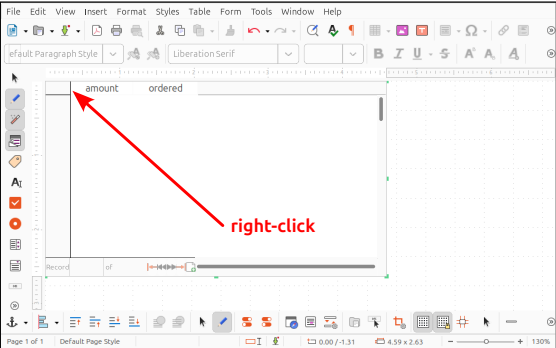 File Edit View Insert Format Styles Table Form Tools Window Help
efault Paragraph Style Liberation Serif B I U S A A A A
amount ordered
right-click
Record of
Page 1 of 1 Default Page Style 0.00 / -1.31 4.59 x 2.63 130%